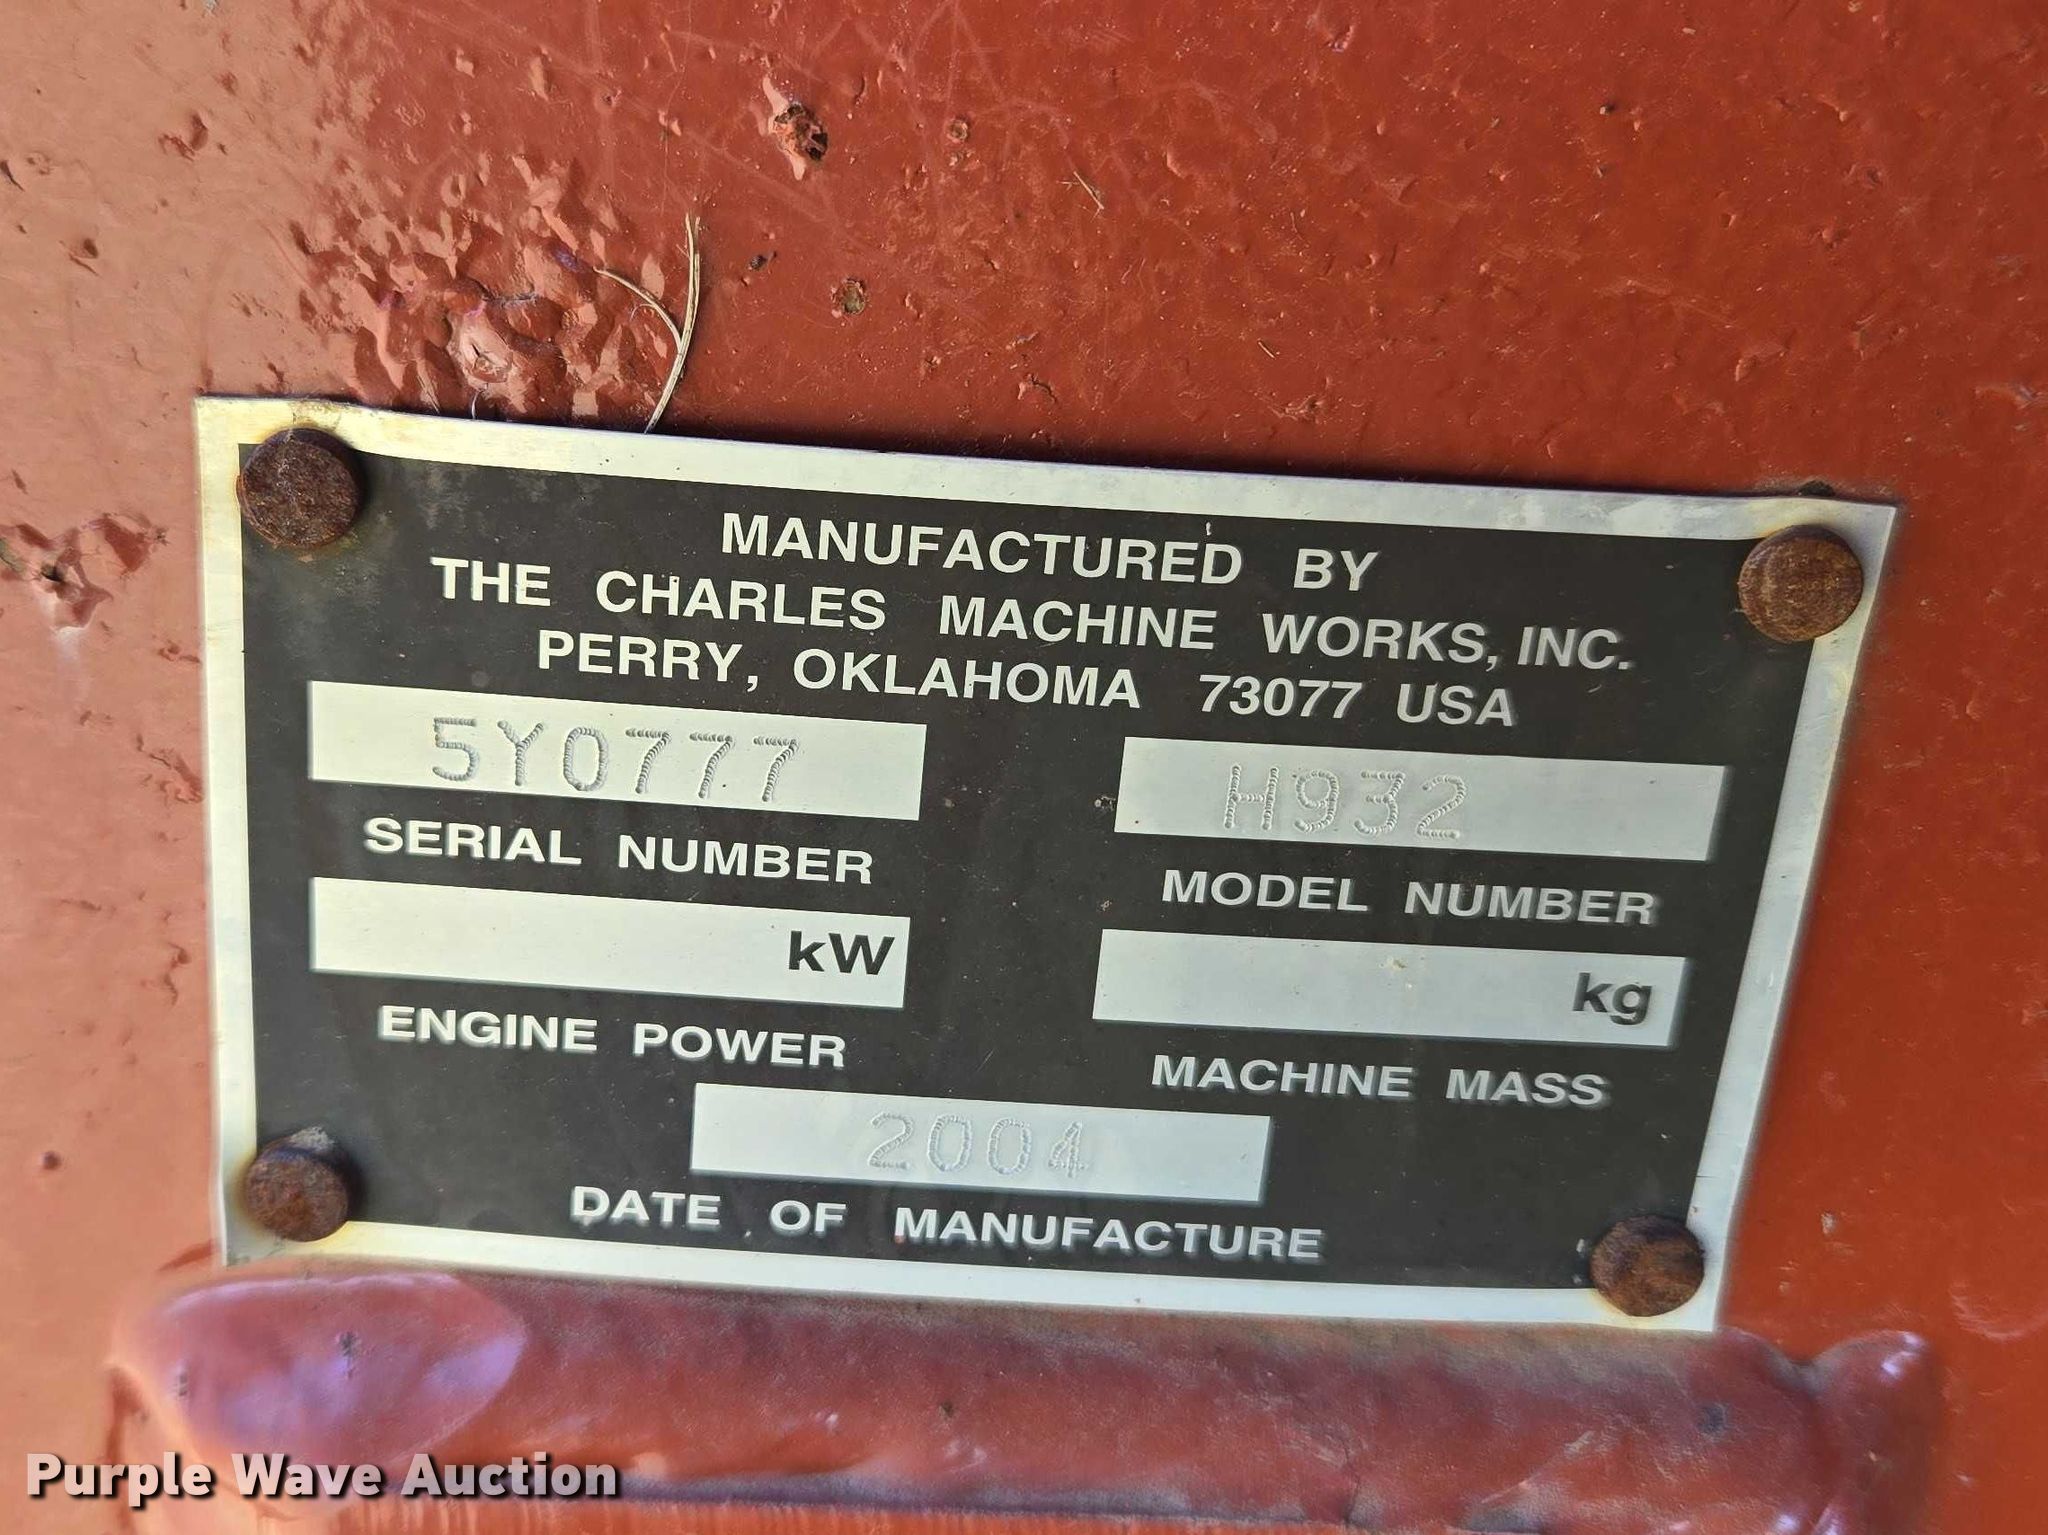 MANUFACTURED BY
THE CHARLES MACHINE WORKS, INC.
PERRY, OKLAHOMA 73077 USA
5Y0777 H932
SERIAL NUMBER MODEL NUMBER
kW kg
ENGINE POWER MACHINE MASS
2004
DATE OF MANUFACTURE
Purple Wave Auction